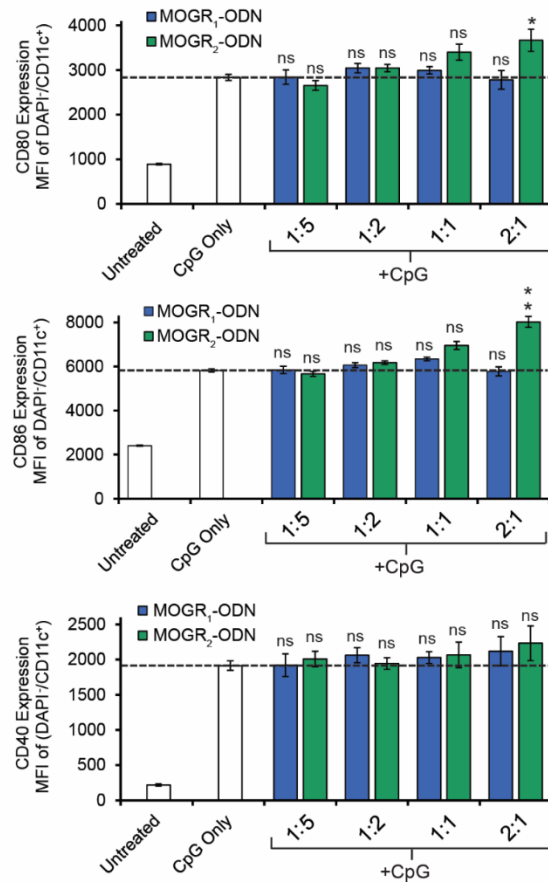 CD80 Expression
MFI of DAPI⁻/CD11c⁺)
4000
3000
2000
1000
0
MOGR₁-ODN
MOGR₂-ODN
ns ns ns ns ns ns ns *
Untreated CpG Only 1:5 1:2 1:1 2:1
+CpG
CD86 Expression
MFI of DAPI⁻/CD11c⁺)
8000
6000
4000
2000
0
MOGR₁-ODN
MOGR₂-ODN
ns ns ns ns ns ns ns **
Untreated CpG Only 1:5 1:2 1:1 2:1
+CpG
CD40 Expression
MFI of (DAPI⁻/CD11c⁺)
2500
2000
1500
1000
500
0
MOGR₁-ODN
MOGR₂-ODN
ns ns ns ns ns ns ns ns
Untreated CpG Only 1:5 1:2 1:1 2:1
+CpG